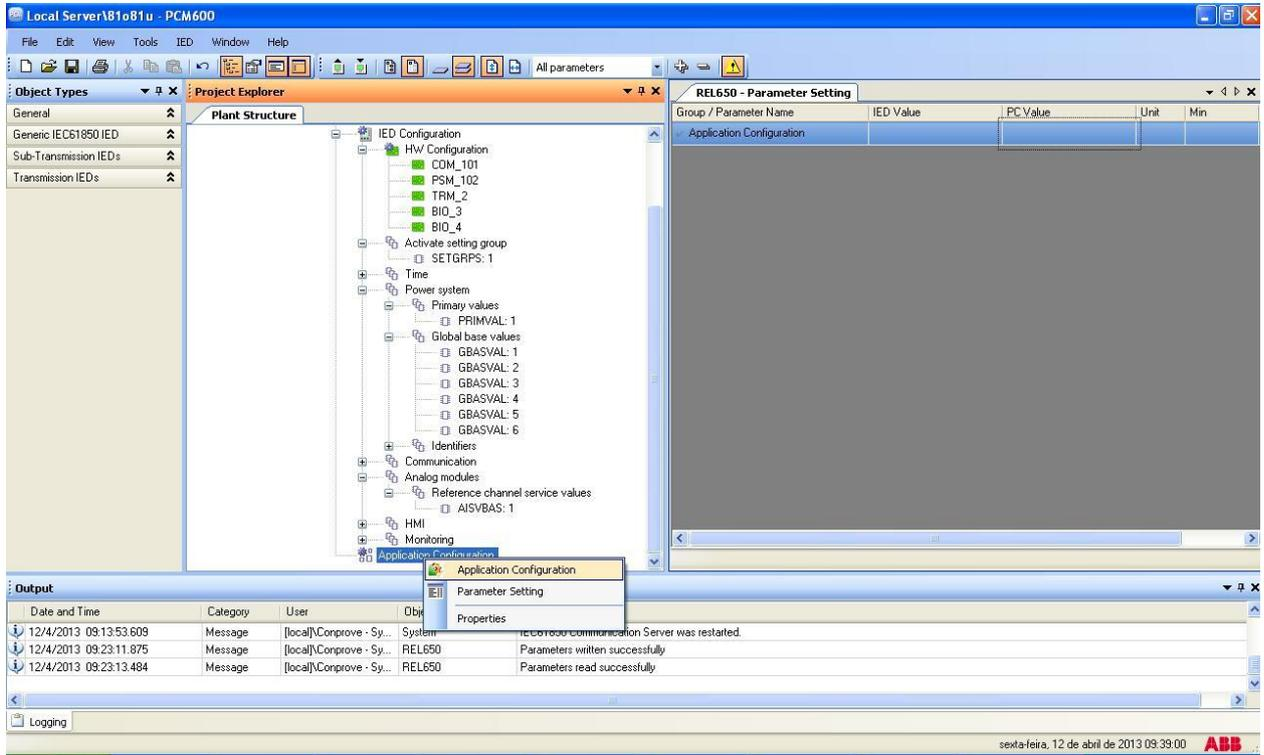 Local Server\81o81u - PCM600
File Edit View Tools IED Window Help
All parameters
Object Types
General
Generic IEC61850 IED
Sub-Transmission IEDs
Transmission IEDs
Project Explorer
Plant Structure
IED Configuration
HW Configuration
COM_101
PSM_102
TRM_2
BIO_3
BIO_4
Activate setting group
SETGRPS: 1
Time
Power system
Primary values
PRIMVAL: 1
Global base values
GBASVAL: 1
GBASVAL: 2
GBASVAL: 3
GBASVAL: 4
GBASVAL: 5
GBASVAL: 6
Identifiers
Communication
Analog modules
Reference channel service values
AISVBAS: 1
HMI
Monitoring
Application Configuration
Application Configuration
Parameter Setting
Properties
REL650 - Parameter Setting
Group / Parameter Name IED Value PC Value Unit Min
Application Configuration
Output
Date and Time Category User Obje
12/4/2013 09:13:53.609 Message [local]\Conprove - Sy... System IEC61850 Communication Server was restarted.
12/4/2013 09:23:11.875 Message [local]\Conprove - Sy... REL650 Parameters written successfully
12/4/2013 09:23:13.484 Message [local]\Conprove - Sy... REL650 Parameters read successfully
Logging
sexta-feira, 12 de abril de 2013 09:39:00 ABB